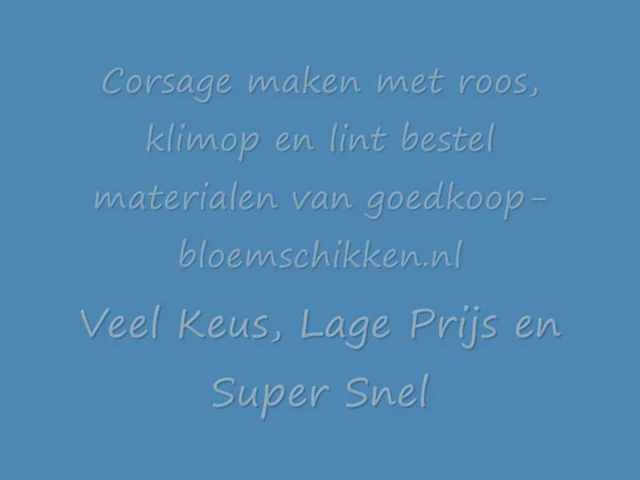 Corsage maken met roos,
klimop en lint bestel
materialen van goedkoop-
bloemschikken.nl
Veel Keus, Lage Prijs en
Super Snel